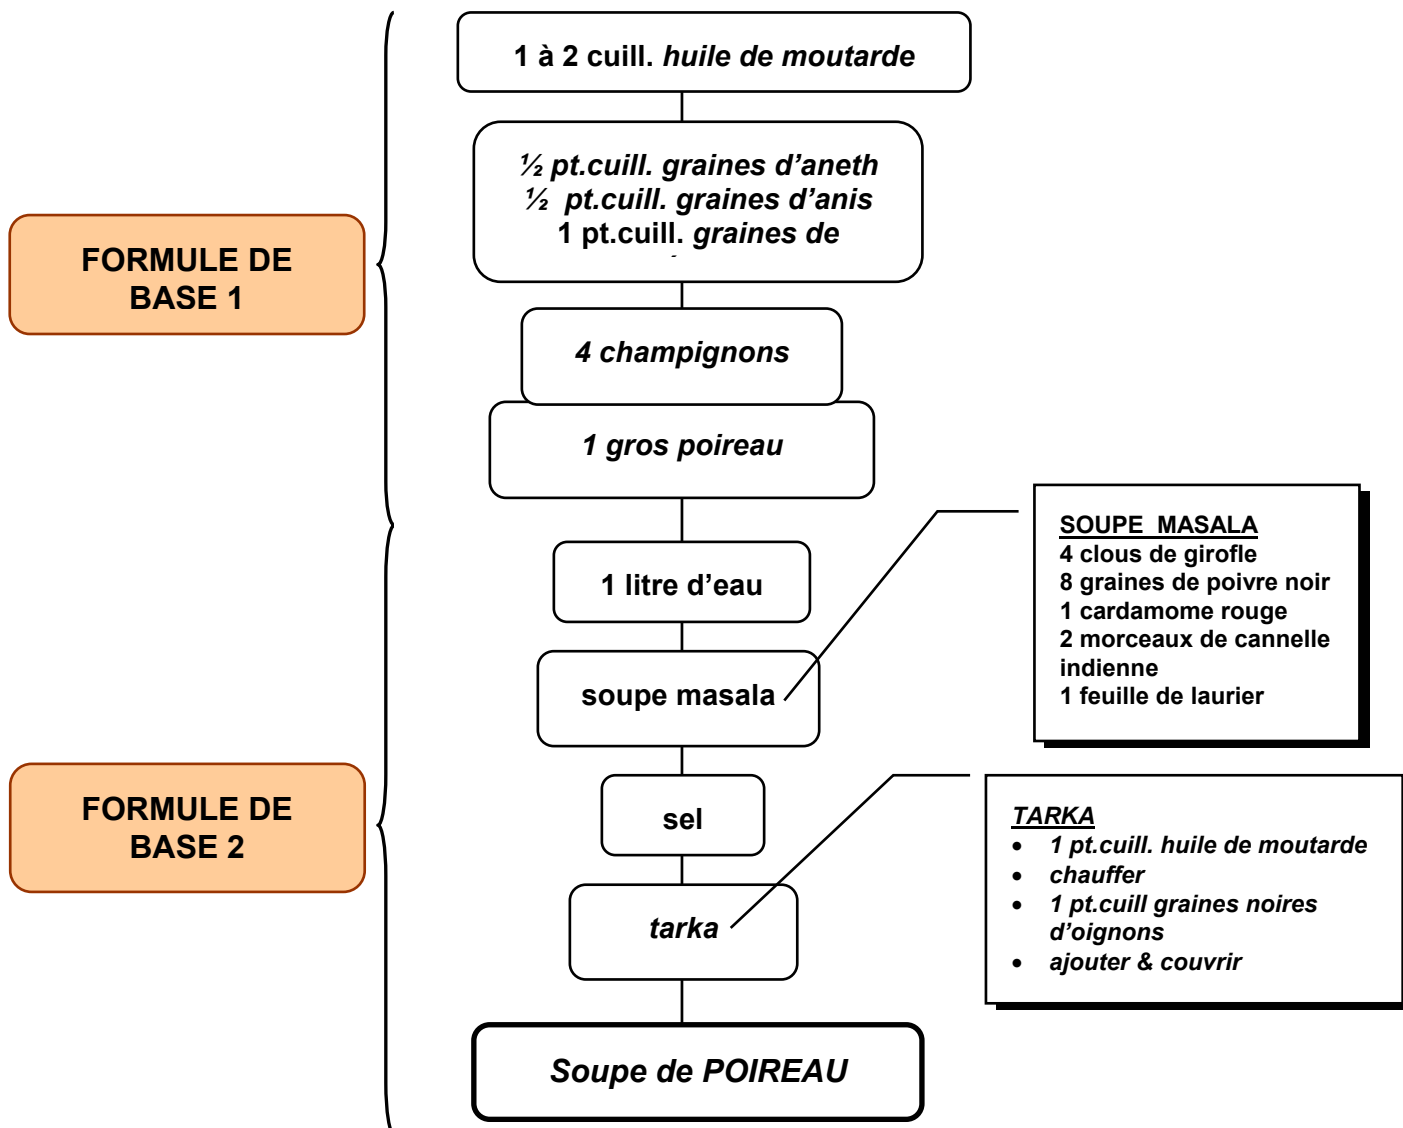 1 à 2 cuill. huile de moutarde
½ pt.cuill. graines d’aneth
½ pt.cuill. graines d’anis
1 pt.cuill. graines de
FORMULE DE
BASE 1
4 champignons
1 gros poireau
1 litre d’eau
soupe masala
SOUPE MASALA
4 clous de girofle
8 graines de poivre noir
1 cardamome rouge
2 morceaux de cannelle
indienne
1 feuille de laurier
FORMULE DE
BASE 2
sel
tarka
TARKA
• 1 pt.cuill. huile de moutarde
• chauffer
• 1 pt.cuill graines noires
d’oignons
• ajouter & couvrir
Soupe de POIREAU